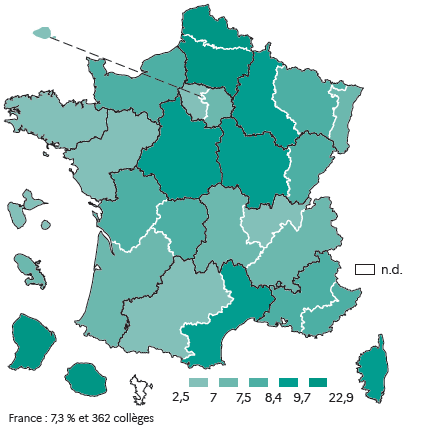 n.d.
2,5 7 7,5 8,4 9,7 22,9
France : 7,3 % et 362 collèges